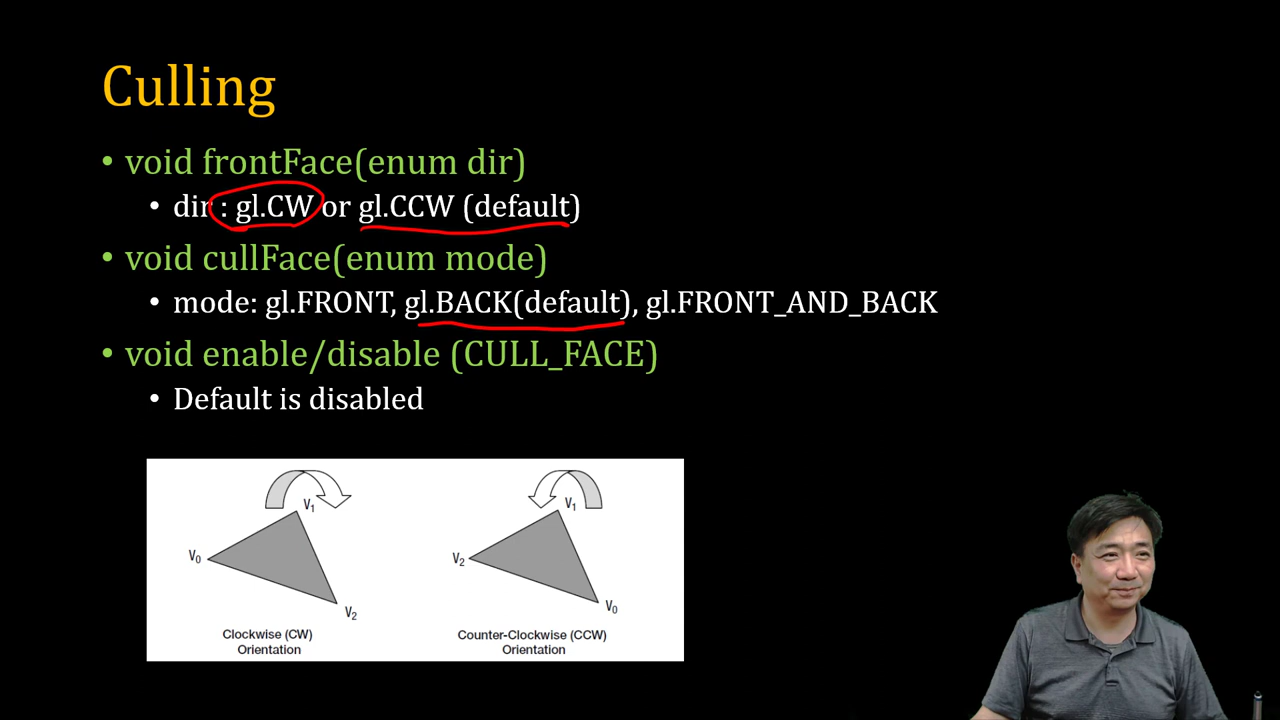 Culling
• void frontFace(enum dir)
• dir : gl.CW or gl.CCW (default)
• void cullFace(enum mode)
• mode: gl.FRONT, gl.BACK(default), gl.FRONT_AND_BACK
• void enable/disable (CULL_FACE)
• Default is disabled
V1
V0
V2
Clockwise (CW)
Orientation
V1
V2
V0
Counter-Clockwise (CCW)
Orientation